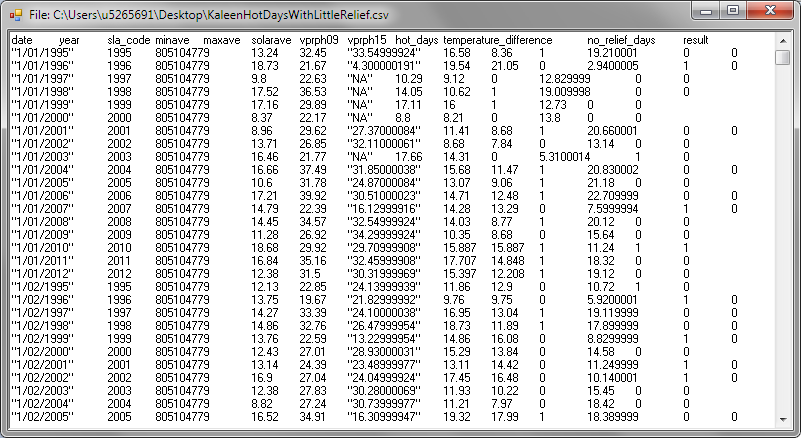 File: C:\Users\u5265691\Desktop\KaleenHotDaysWithLittleRelief.csv
date year sla_code minave maxave solarave vprph09 vprph15 hot_days temperature_difference no_relief_days result
"1/01/1995" 1995 805104779 13.24 32.45 "33.54999924" 16.58 8.36 1 19.210001 0 0
"1/01/1996" 1996 805104779 18.73 21.67 "4.300000191" 19.54 21.05 0 2.9400005 1 0
"1/01/1997" 1997 805104779 9.8 22.63 "NA" 10.29 9.12 0 12.829999 0 0
"1/01/1998" 1998 805104779 17.52 36.53 "NA" 14.05 10.62 1 19.009998 0 0
"1/01/1999" 1999 805104779 17.16 29.89 "NA" 17.11 16 1 12.73 0 0
"1/01/2000" 2000 805104779 8.37 22.17 "NA" 8.8 8.21 0 13.8 0 0
"1/01/2001" 2001 805104779 8.96 29.62 "27.37000084" 11.41 8.68 1 20.660001 0 0
"1/01/2002" 2002 805104779 13.71 26.85 "32.11000061" 8.68 7.84 0 13.14 0 0
"1/01/2003" 2003 805104779 16.46 21.77 "NA" 17.66 14.31 0 5.3100014 1 0
"1/01/2004" 2004 805104779 16.66 37.49 "31.85000038" 15.68 11.47 1 20.830002 0 0
"1/01/2005" 2005 805104779 10.6 31.78 "24.87000084" 13.07 9.06 1 21.18 0 0
"1/01/2006" 2006 805104779 17.21 39.92 "30.51000023" 14.71 12.48 1 22.709999 0 0
"1/01/2007" 2007 805104779 14.79 22.39 "16.12999916" 14.28 13.29 0 7.5999994 1 0
"1/01/2008" 2008 805104779 14.45 34.57 "32.54999924" 14.03 8.77 1 20.12 0 0
"1/01/2009" 2009 805104779 11.28 26.92 "34.29999924" 10.35 8.68 0 15.64 0 0
"1/01/2010" 2010 805104779 18.68 29.92 "29.70999908" 15.887 15.887 1 11.24 1 1
"1/01/2011" 2011 805104779 16.84 35.16 "32.45999908" 17.707 14.848 1 18.32 0 0
"1/01/2012" 2012 805104779 12.38 31.5 "30.31999969" 15.397 12.208 1 19.12 0 0
"1/02/1995" 1995 805104779 12.13 22.85 "24.13999939" 11.86 12.9 0 10.72 1 0
"1/02/1996" 1996 805104779 13.75 19.67 "21.82999992" 9.76 9.75 0 5.9200001 1 0
"1/02/1997" 1997 805104779 14.27 33.39 "24.10000038" 16.95 13.04 1 19.119999 0 0
"1/02/1998" 1998 805104779 14.86 32.76 "26.47999954" 18.73 11.89 1 17.899999 0 0
"1/02/1999" 1999 805104779 13.76 22.59 "13.22999954" 14.86 16.08 0 8.8299999 1 0
"1/02/2000" 2000 805104779 12.43 27.01 "28.93000031" 15.29 13.84 0 14.58 0 0
"1/02/2001" 2001 805104779 13.14 24.39 "23.48999977" 13.11 14.42 0 11.249999 1 0
"1/02/2002" 2002 805104779 16.9 27.04 "24.04999924" 17.45 16.48 0 10.140001 1 0
"1/02/2003" 2003 805104779 12.38 27.83 "30.28000069" 11.93 10.22 0 15.45 0 0
"1/02/2004" 2004 805104779 8.82 27.24 "30.73999977" 11.21 7.97 0 18.42 0 0
"1/02/2005" 2005 805104779 16.52 34.91 "16.30999947" 19.32 17.99 1 18.389999 0 0